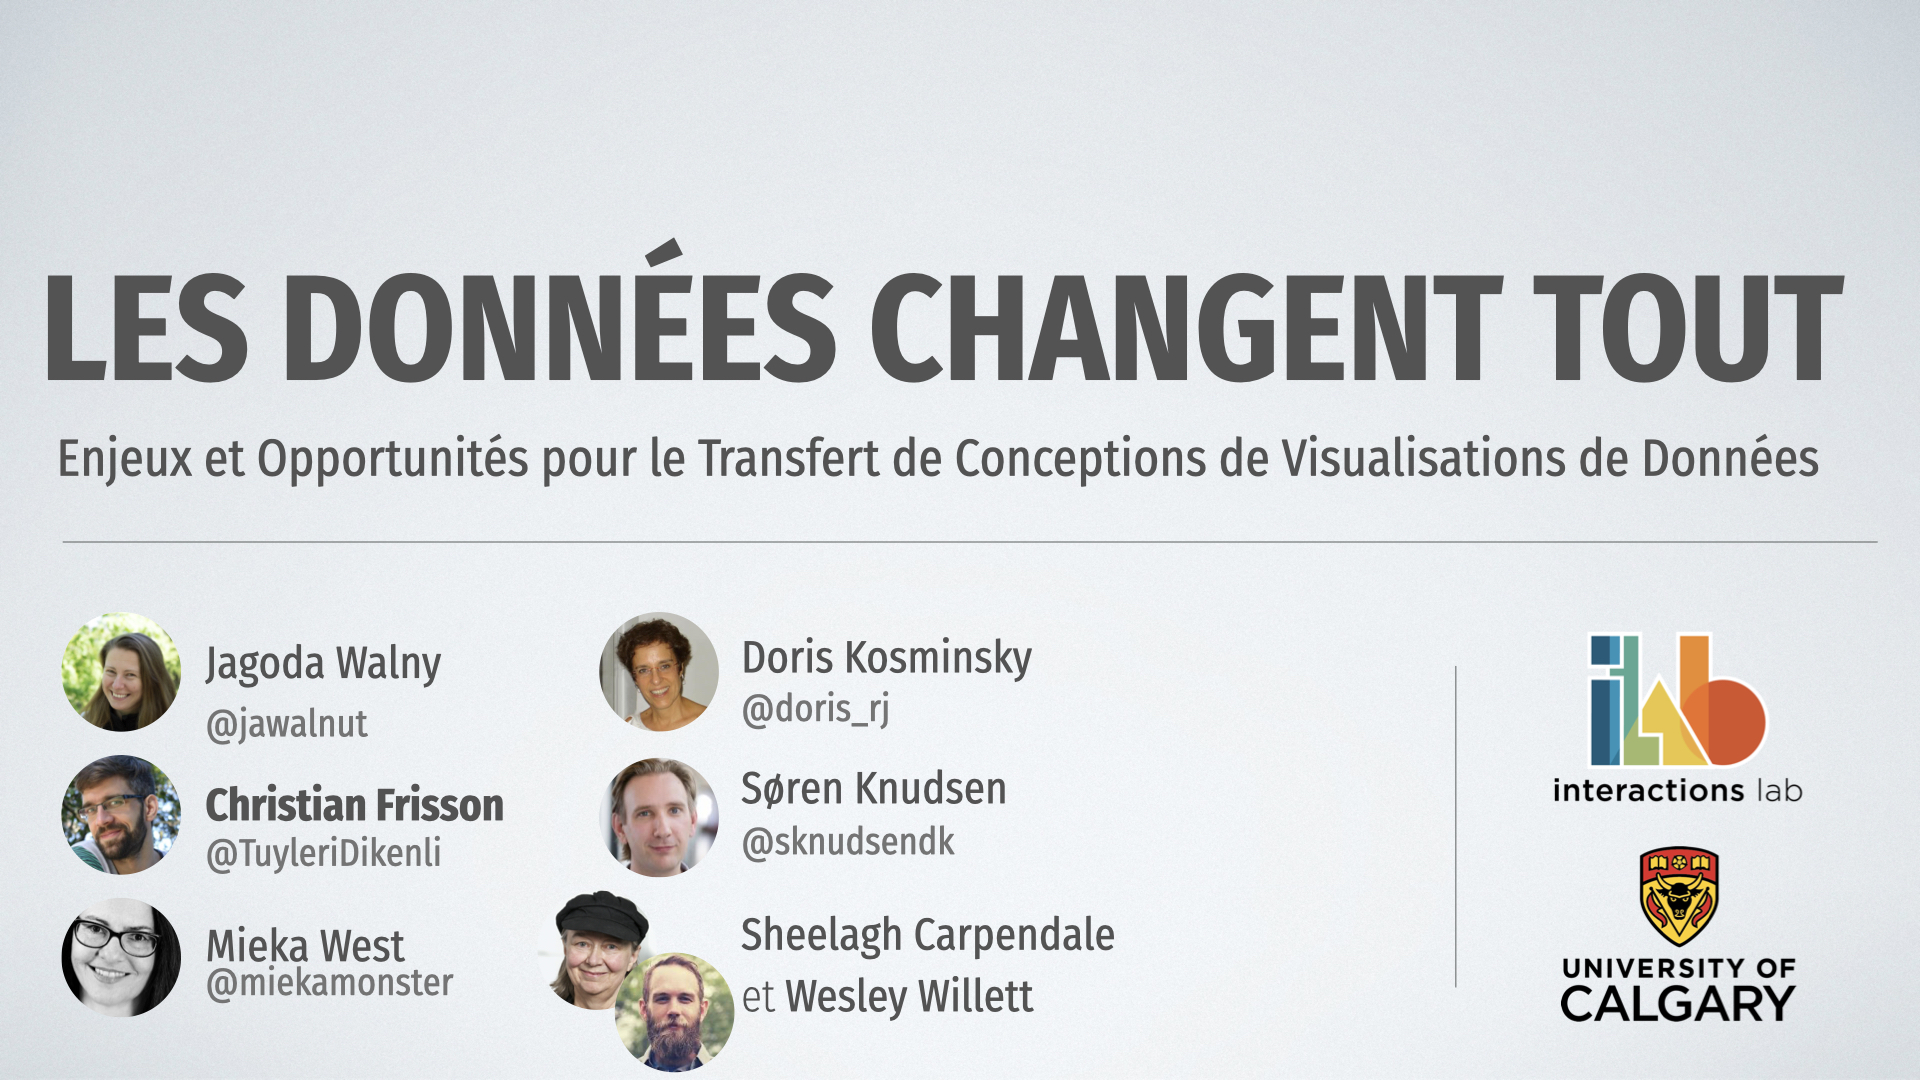 LES DONNÉES CHANGENT TOUT
Enjeux et Opportunités pour le Transfert de Conceptions de Visualisations de Données
Jagoda Walny
@jawalnut
Christian Frisson
@TuyleriDikenli
Mieka West
@miekamonster
Doris Kosminsky
@doris_rj
Søren Knudsen
@sknudsendk
Sheelagh Carpendale
et Wesley Willett
ilab
interactions lab
UNIVERSITY OF
CALGARY